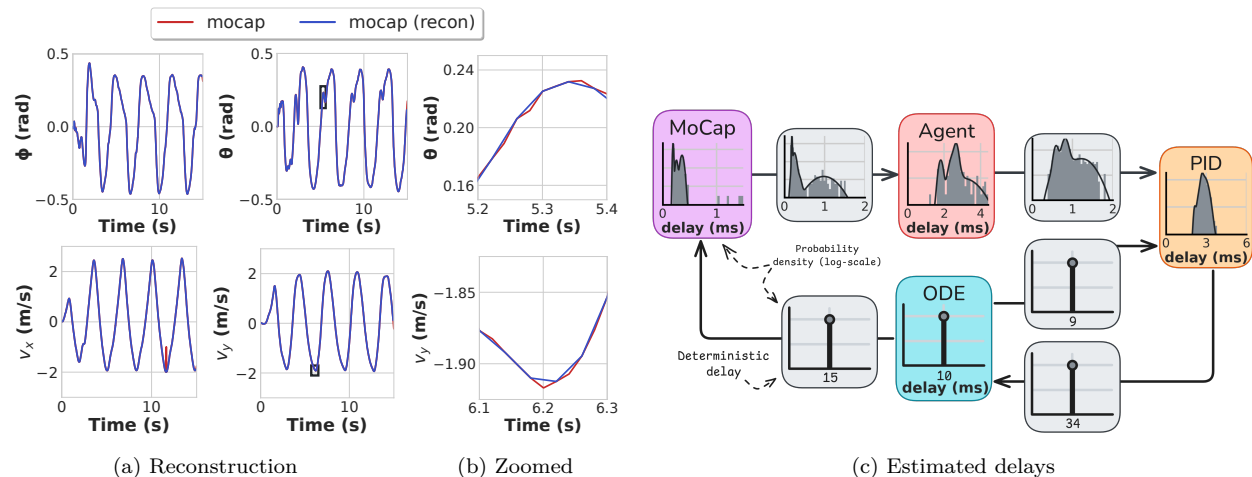 mocap mocap (recon)
0.5
0.0
−0.5
ϕ (rad)
0 10
Time (s)
0.5
0.0
−0.5
θ (rad)
0 10
Time (s)
0.24
0.20
0.16
θ (rad)
5.2 5.3 5.4
Time (s)
2
0
−2
vₓ (m/s)
0 10
Time (s)
2
0
−2
v_y (m/s)
0 10
Time (s)
−1.85
−1.90
v_y (m/s)
6.1 6.2 6.3
Time (s)
MoCap
0 1
delay (ms)
0 1 2
Agent
0 2 4
delay (ms)
0 1 2
PID
0 3 6
delay (ms)
Probability
density (log-scale)
Deterministic
delay
15
ODE
10
delay (ms)
9
34
(a) Reconstruction
(b) Zoomed
(c) Estimated delays